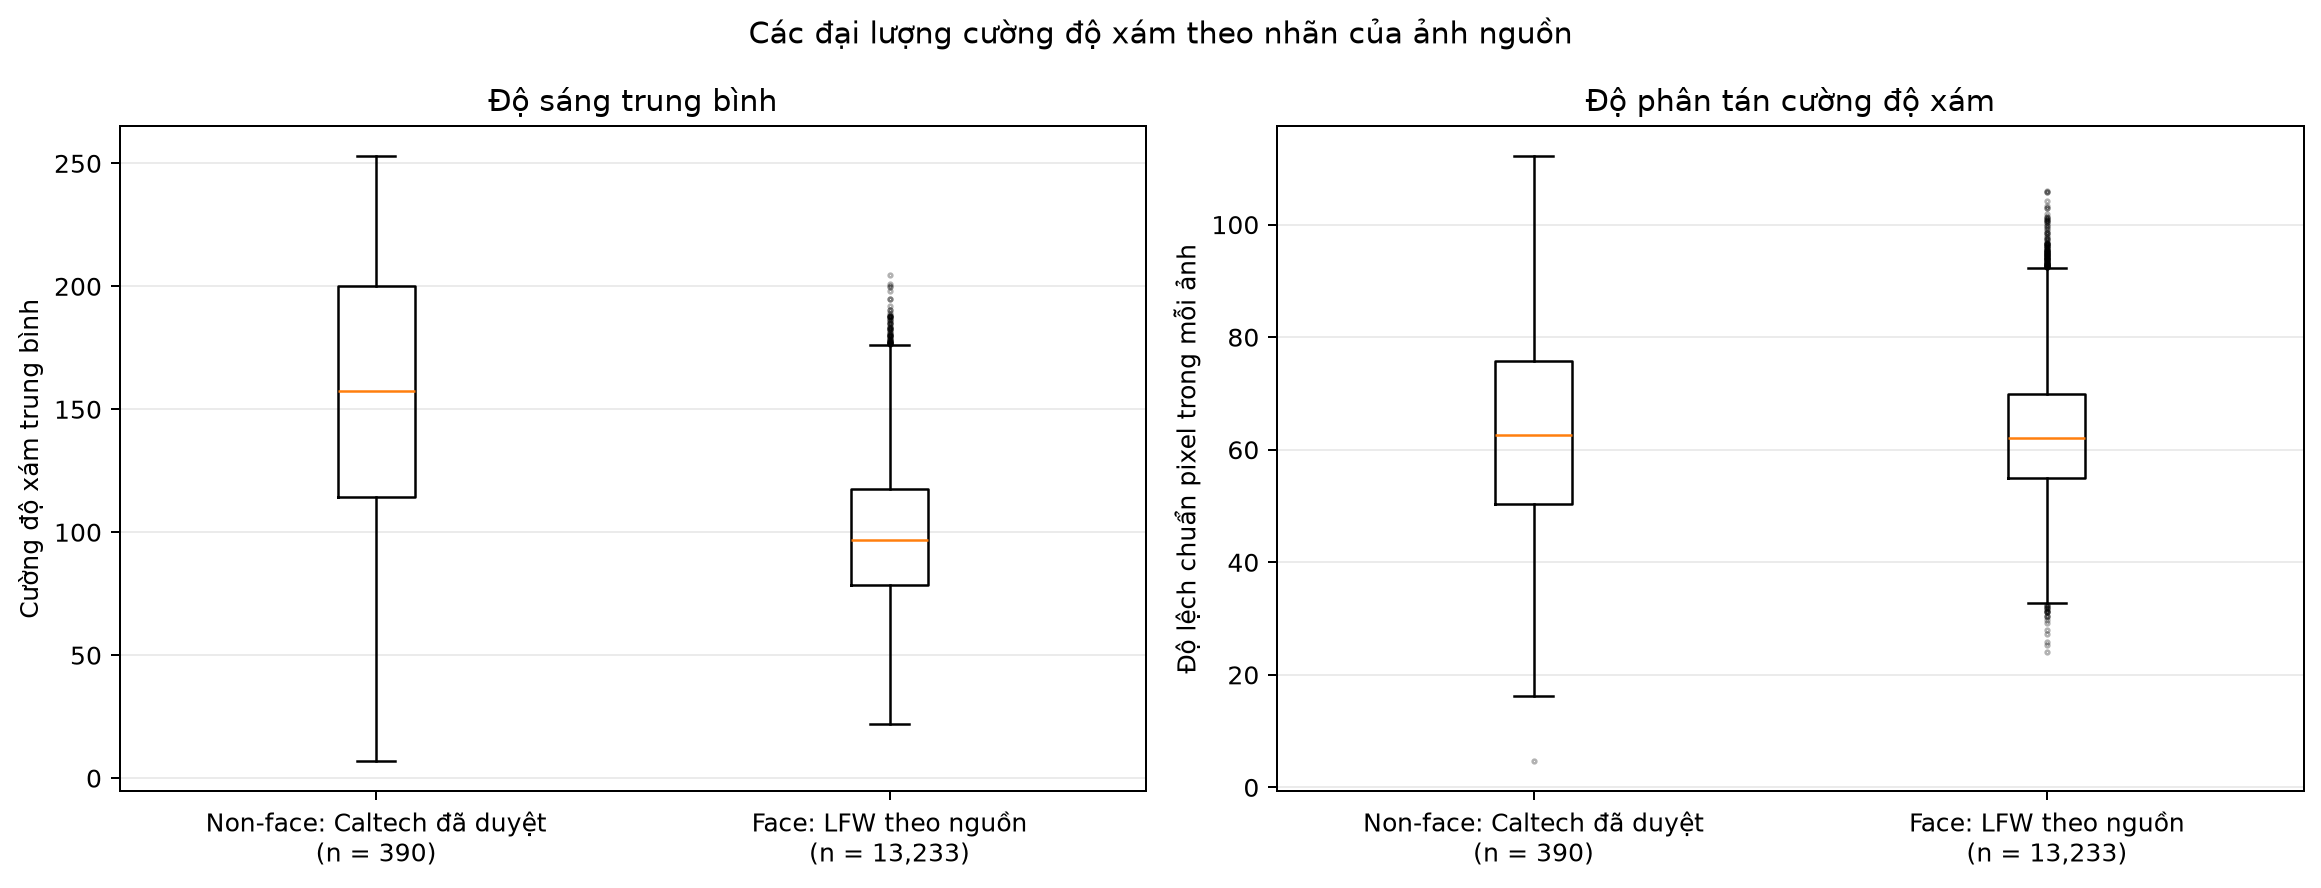 Các đại lượng cường độ xám theo nhãn của ảnh nguồn
Độ sáng trung bình
Cường độ xám trung bình
250
200
150
100
50
0
Non-face: Caltech đã duyệt
(n = 390)
Face: LFW theo nguồn
(n = 13,233)
Độ phân tán cường độ xám
Độ lệch chuẩn pixel trong mỗi ảnh
100
80
60
40
20
0
Non-face: Caltech đã duyệt
(n = 390)
Face: LFW theo nguồn
(n = 13,233)